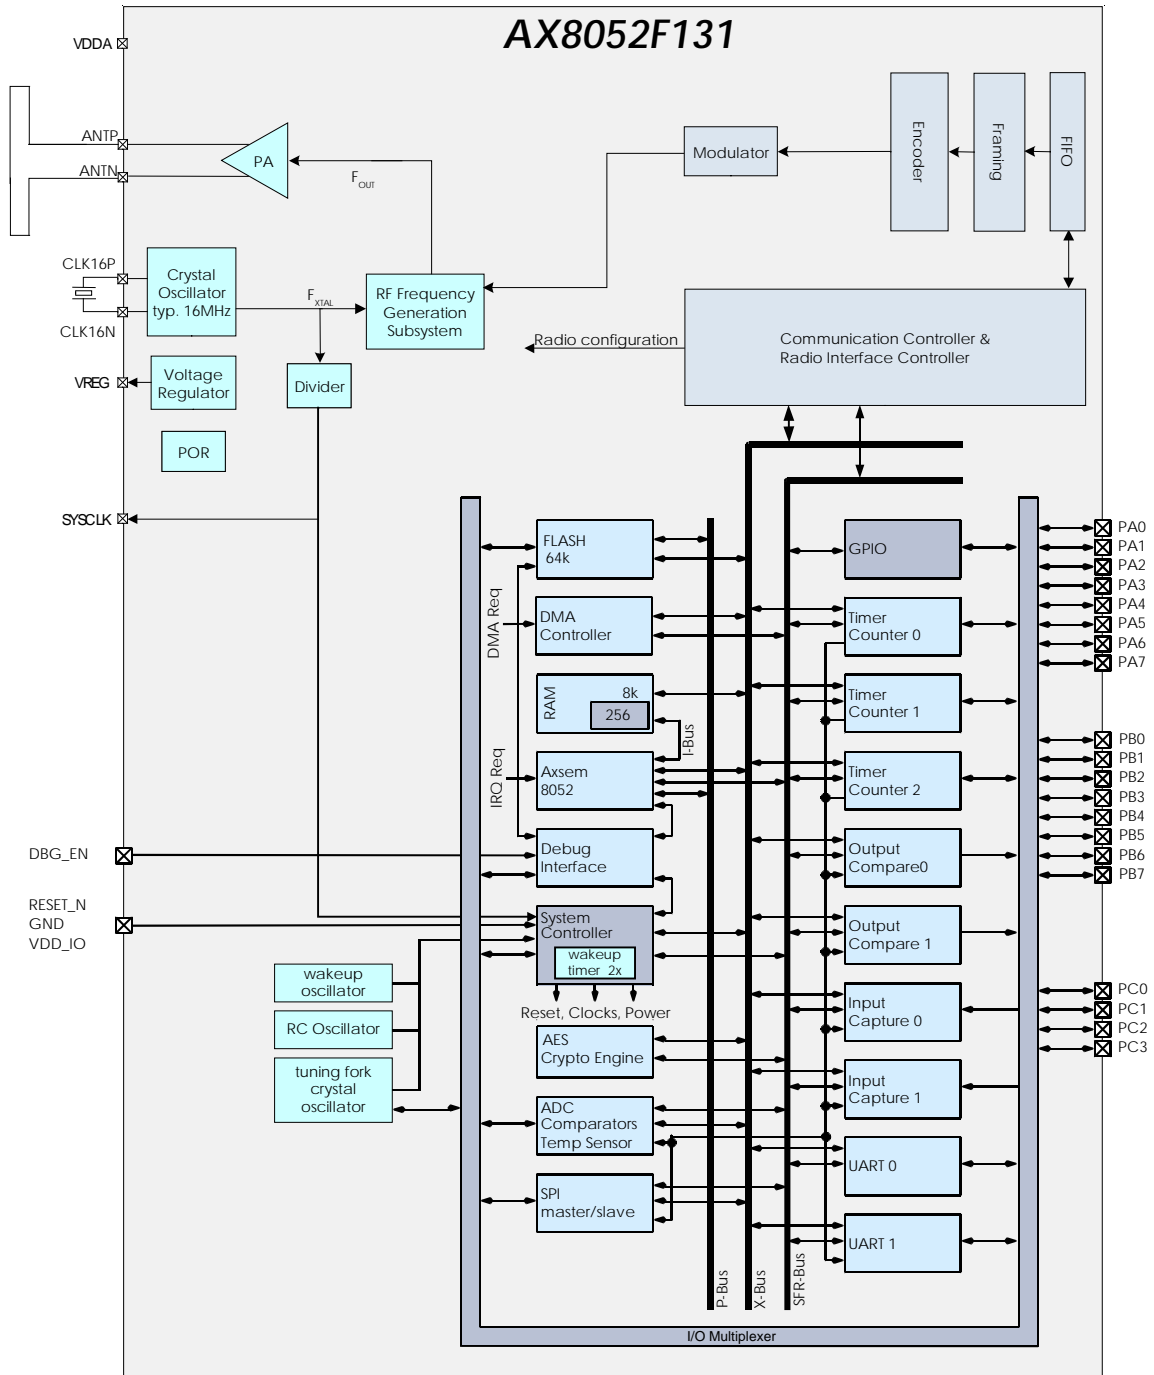 AX8052F131
VDDA
ANTP
ANTN
PA
F_OUT
Modulator
Encoder
Framing
FIFO
CLK16P
CLK16N
Crystal
Oscillator
typ. 16MHz
F_XTAL
RF Frequency
Generation
Subsystem
Communication Controller &
Radio Interface Controller
Radio configuration
VREG
Voltage
Regulator
Divider
POR
SYSCLK
FLASH
64k
GPIO
DMA Req
DMA
Controller
Timer
Counter 0
RAM
8k
256
I-Bus
Timer
Counter 1
IRQ Req
Axsem
8052
Timer
Counter 2
DBG_EN
Debug
Interface
Output
Compare0
RESET_N
GND
VDD_IO
System
Controller
wakeup
timer 2x
Output
Compare 1
wakeup
oscillator
Reset, Clocks, Power
RC Oscillator
AES
Crypto Engine
Input
Capture 0
tuning fork
crystal
oscillator
Input
Capture 1
ADC
Comparators
Temp Sensor
UART 0
SPI
master/slave
UART 1
P-Bus
X-Bus
SFR-Bus
I/O Multiplexer
PA0
PA1
PA2
PA3
PA4
PA5
PA6
PA7
PB0
PB1
PB2
PB3
PB4
PB5
PB6
PB7
PC0
PC1
PC2
PC3